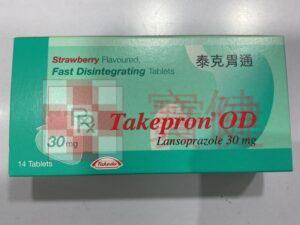 Strawberry Flavoured,
Fast Disintegrating Tablets
泰克胃通
Rx
30 mg
Takepron® OD
Lansoprazole 30 mg
14 Tablets
Takeda